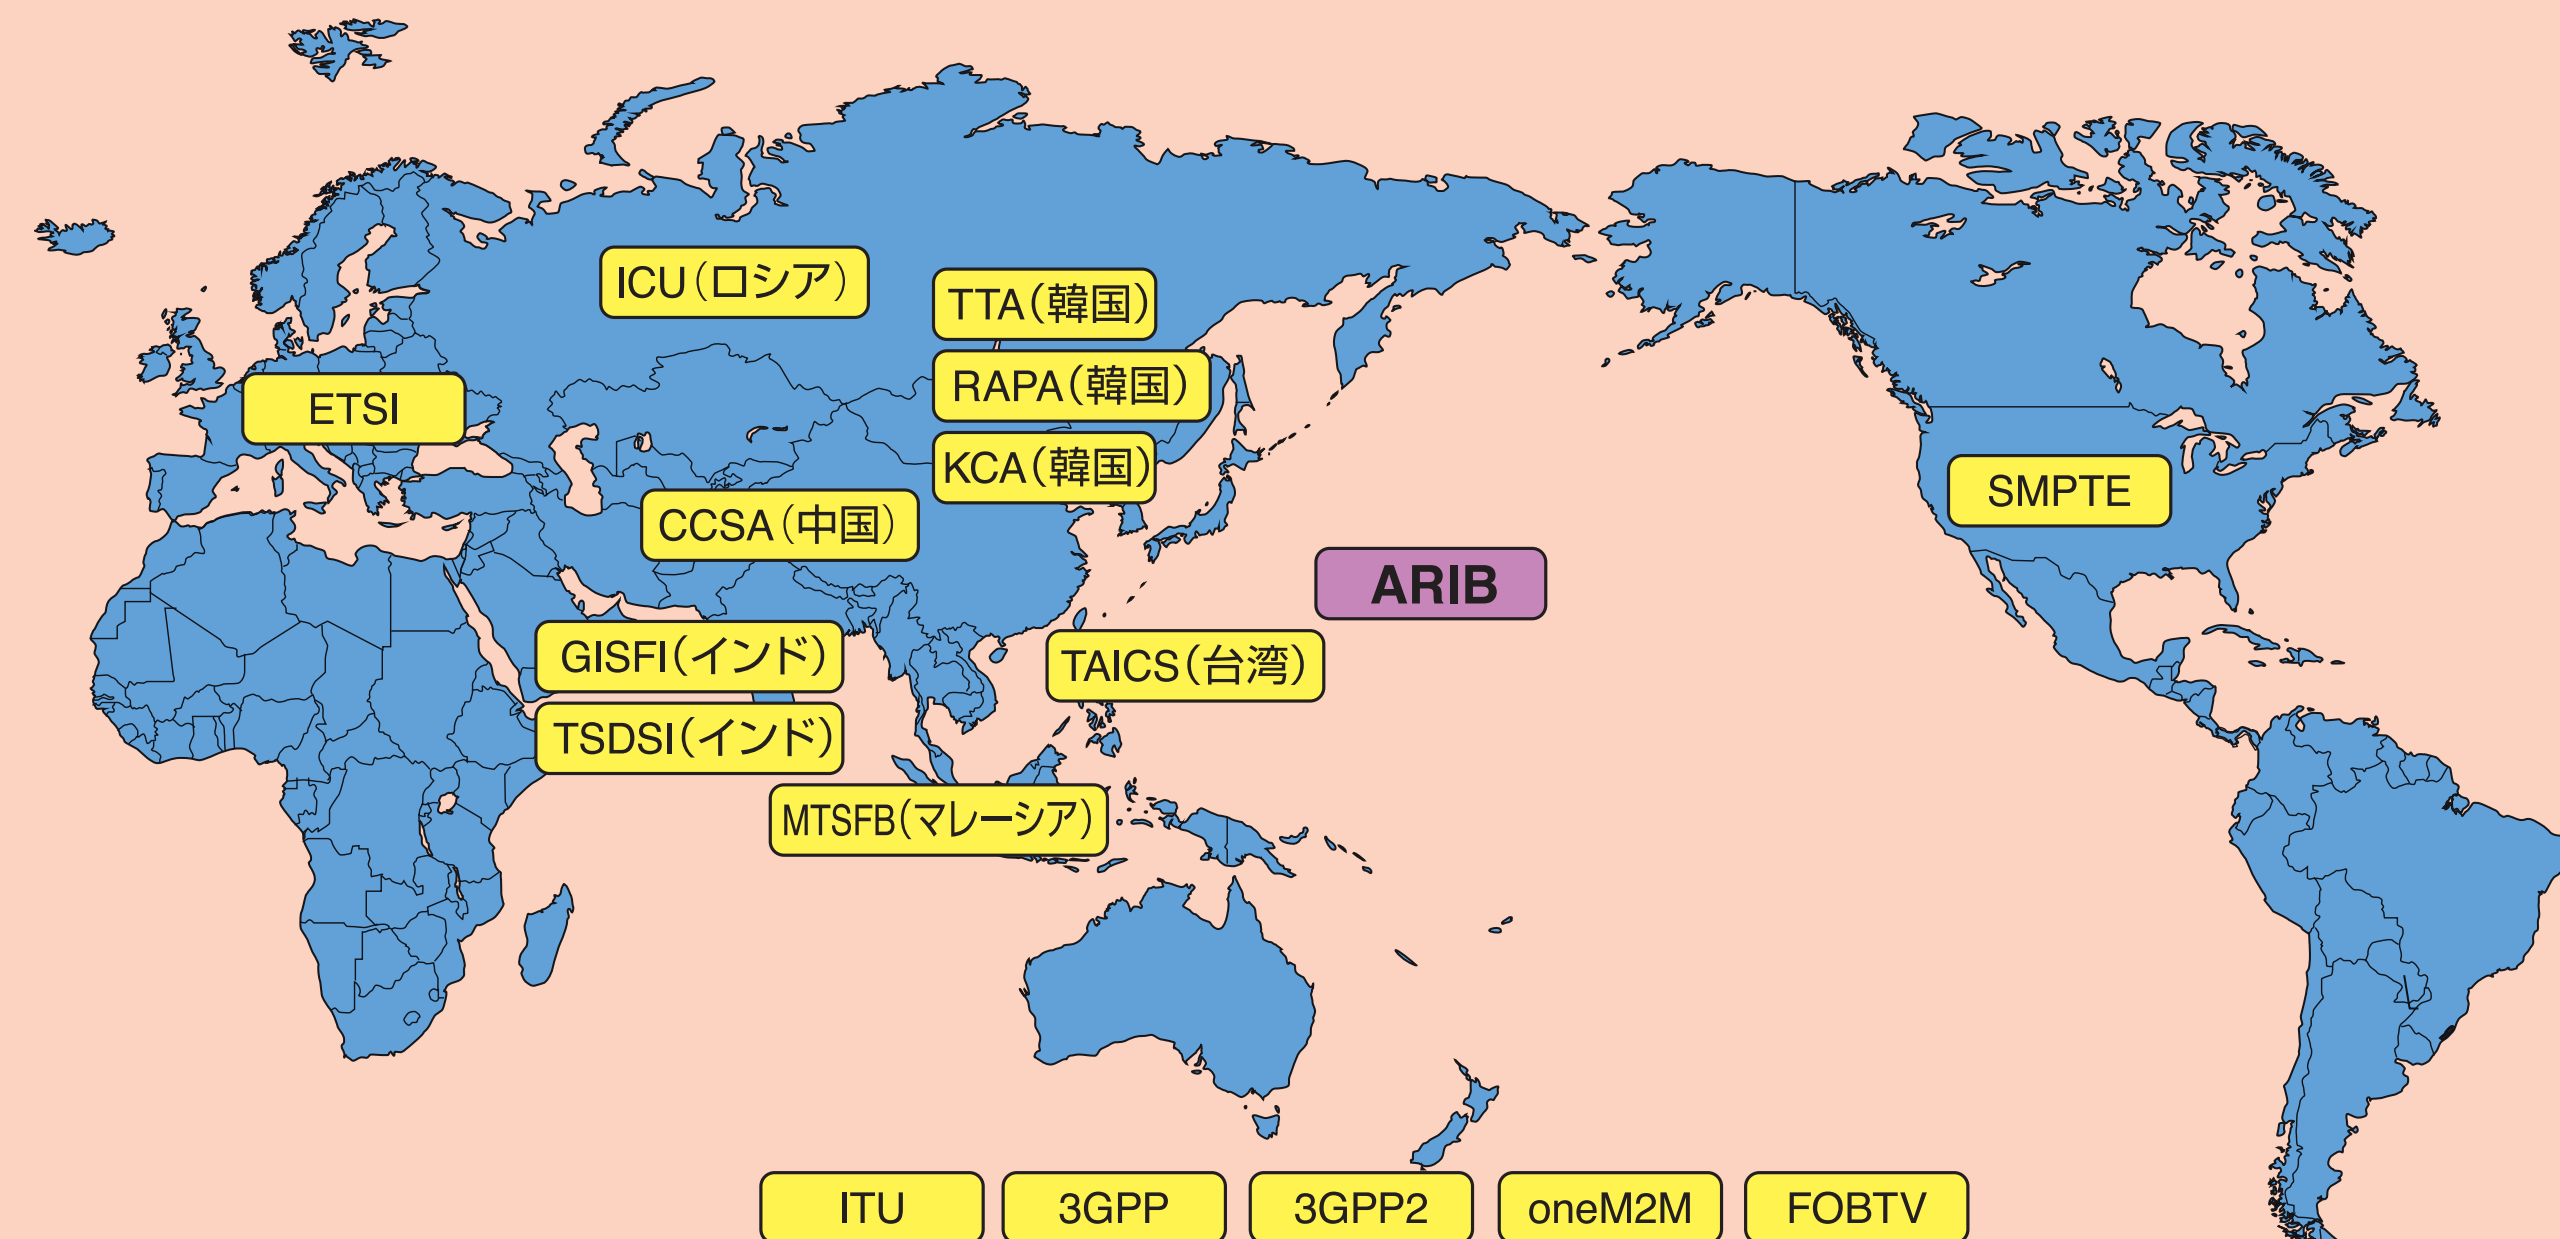 ICU（ロシア）
TTA（韓国）
RAPA（韓国）
ETSI
KCA（韓国）
SMPTE
CCSA（中国）
ARIB
GISFI（インド）
TAICS（台湾）
TSDSI（インド）
MTSFB（マレーシア）
ITU
3GPP
3GPP2
oneM2M
FOBTV